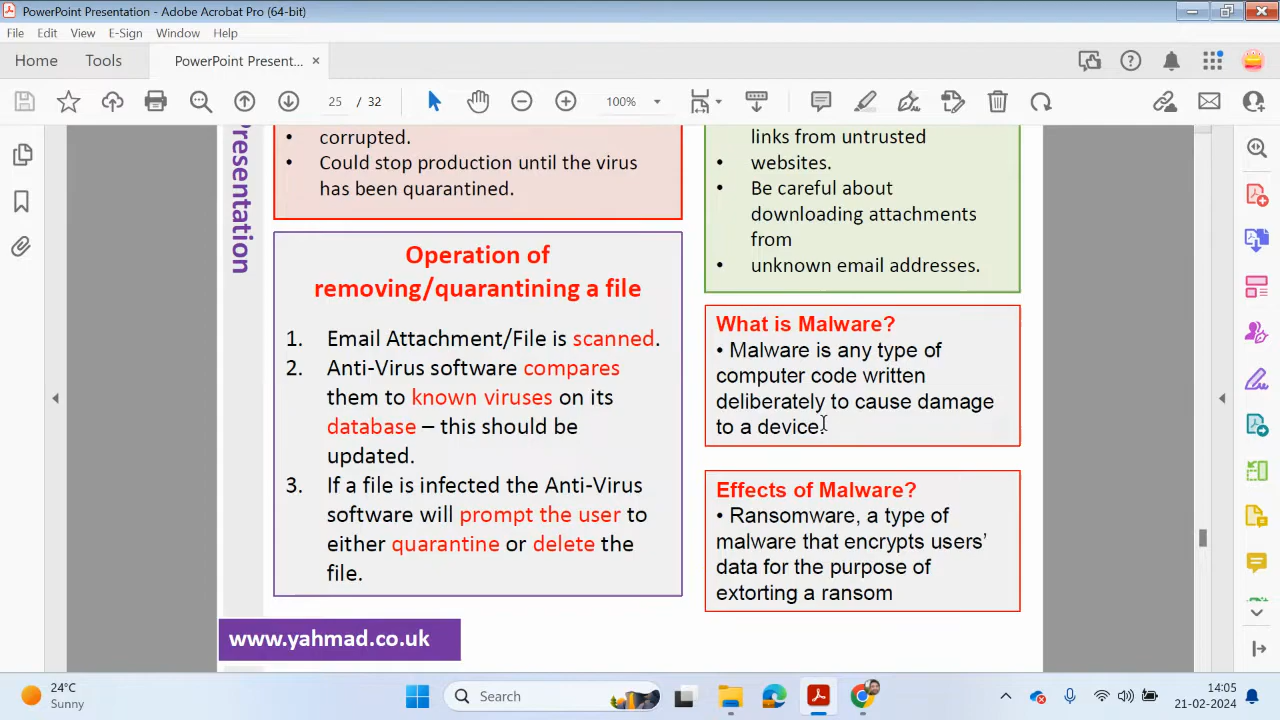 PowerPoint Presentation - Adobe Acrobat Pro (64-bit)
File Edit View E-Sign Window Help
Home Tools PowerPoint Present... ×
25 / 32 100%
Presentation
corrupted.
• Could stop production until the virus
has been quarantined.
links from untrusted
• websites.
• Be careful about
downloading attachments
from
• unknown email addresses.
Operation of
removing/quarantining a file
1. Email Attachment/File is scanned.
2. Anti-Virus software compares
them to known viruses on its
database – this should be
updated.
3. If a file is infected the Anti-Virus
software will prompt the user to
either quarantine or delete the
file.
What is Malware?
• Malware is any type of
computer code written
deliberately to cause damage
to a device.
Effects of Malware?
• Ransomware, a type of
malware that encrypts users’
data for the purpose of
extorting a ransom
www.yahmad.co.uk
24°C
Sunny
Search
14:05
21-02-2024